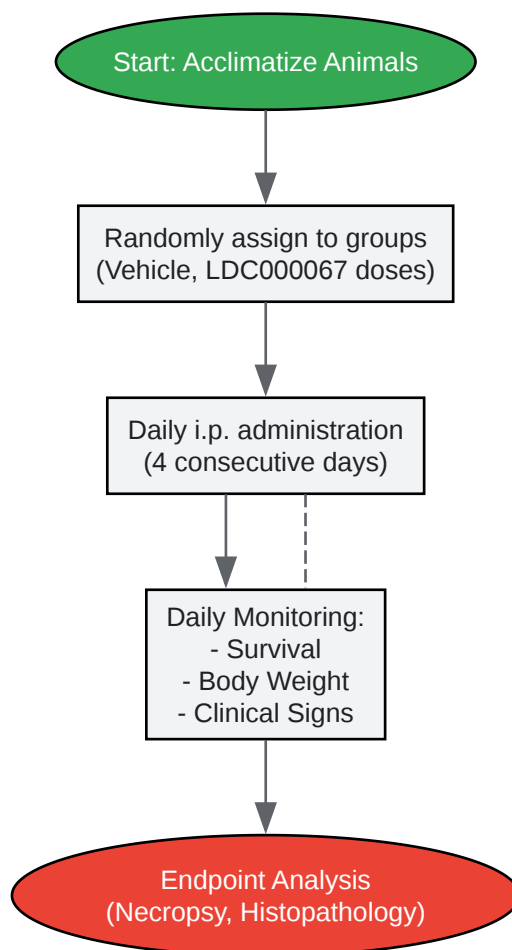 Start: Acclimatize Animals
Randomly assign to groups
(Vehicle, LDC000067 doses)
Daily i.p. administration
(4 consecutive days)
Daily Monitoring:
- Survival
- Body Weight
- Clinical Signs
Endpoint Analysis
(Necropsy, Histopathology)